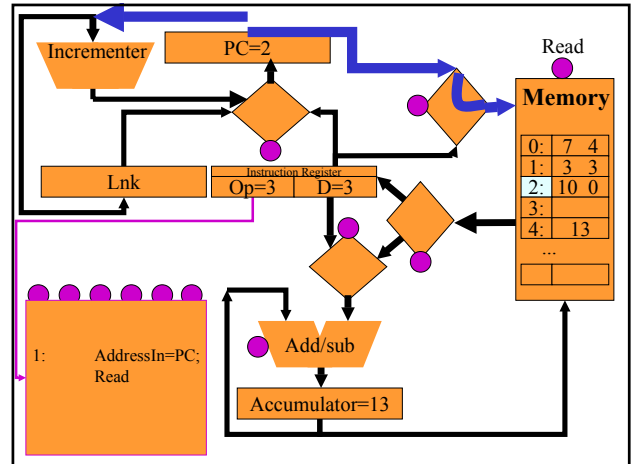 Incrementer
PC=2
Read
Memory
0: 7 4
1: 3 3
2: 10 0
3:
4: 13
...
Lnk
Instruction Register
Op=3 D=3
Add/sub
1: AddressIn=PC;
Read
Accumulator=13